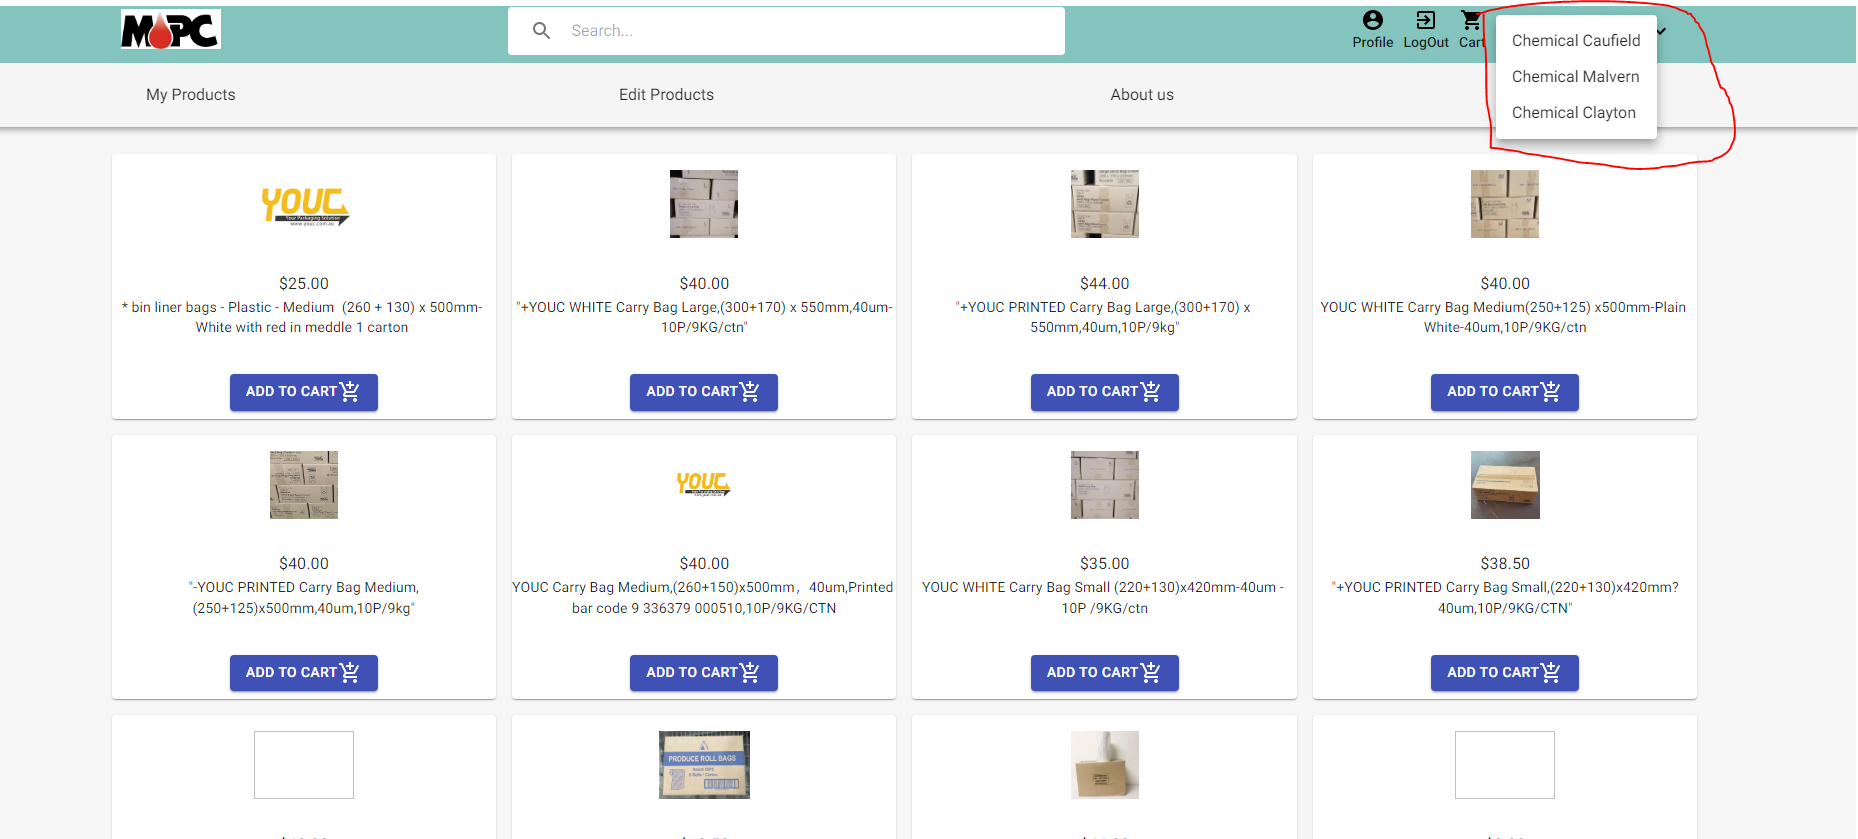 MOPC
Search...
Profile
LogOut
Cart
Chemical Caufield
Chemical Malvern
Chemical Clayton
My Products
Edit Products
About us
YOUC
Your Packaging Solution
www.youc.com.au
$25.00
* bin liner bags - Plastic - Medium (260 + 130) x 500mm-
White with red in meddle 1 carton
ADD TO CART
$40.00
"+YOUC WHITE Carry Bag Large,(300+170) x 550mm,40um-
10P/9KG/ctn"
ADD TO CART
$44.00
"+YOUC PRINTED Carry Bag Large,(300+170) x
550mm,40um,10P/9kg"
ADD TO CART
$40.00
YOUC WHITE Carry Bag Medium(250+125) x500mm-Plain
White-40um,10P/9KG/ctn
ADD TO CART
$40.00
"-YOUC PRINTED Carry Bag Medium,
(250+125)x500mm,40um,10P/9kg"
ADD TO CART
YOUC
$40.00
YOUC Carry Bag Medium,(260+150)x500mm，40um,Printed
bar code 9 336379 000510,10P/9KG/CTN
ADD TO CART
$35.00
YOUC WHITE Carry Bag Small (220+130)x420mm-40um -
10P /9KG/ctn
ADD TO CART
$38.50
"+YOUC PRINTED Carry Bag Small,(220+130)x420mm?
40um,10P/9KG/CTN"
ADD TO CART
PRODUCE ROLL BAGS